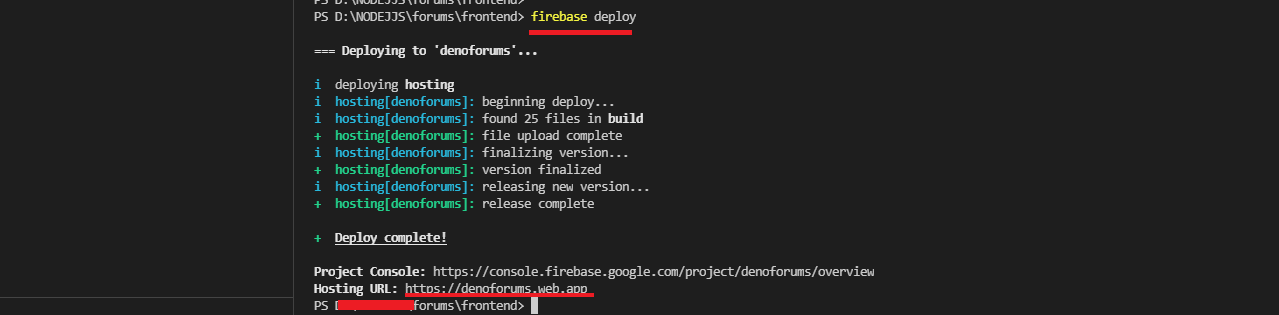 PS D:\NODEJJS\forums\frontend>
PS D:\NODEJJS\forums\frontend> firebase deploy
=== Deploying to 'denoforums'...
i deploying hosting
i hosting[denoforums]: beginning deploy...
i hosting[denoforums]: found 25 files in build
+ hosting[denoforums]: file upload complete
i hosting[denoforums]: finalizing version...
+ hosting[denoforums]: version finalized
i hosting[denoforums]: releasing new version...
+ hosting[denoforums]: release complete
+ Deploy complete!
Project Console: https://console.firebase.google.com/project/denoforums/overview
Hosting URL: https://denoforums.web.app
PS forums\frontend>